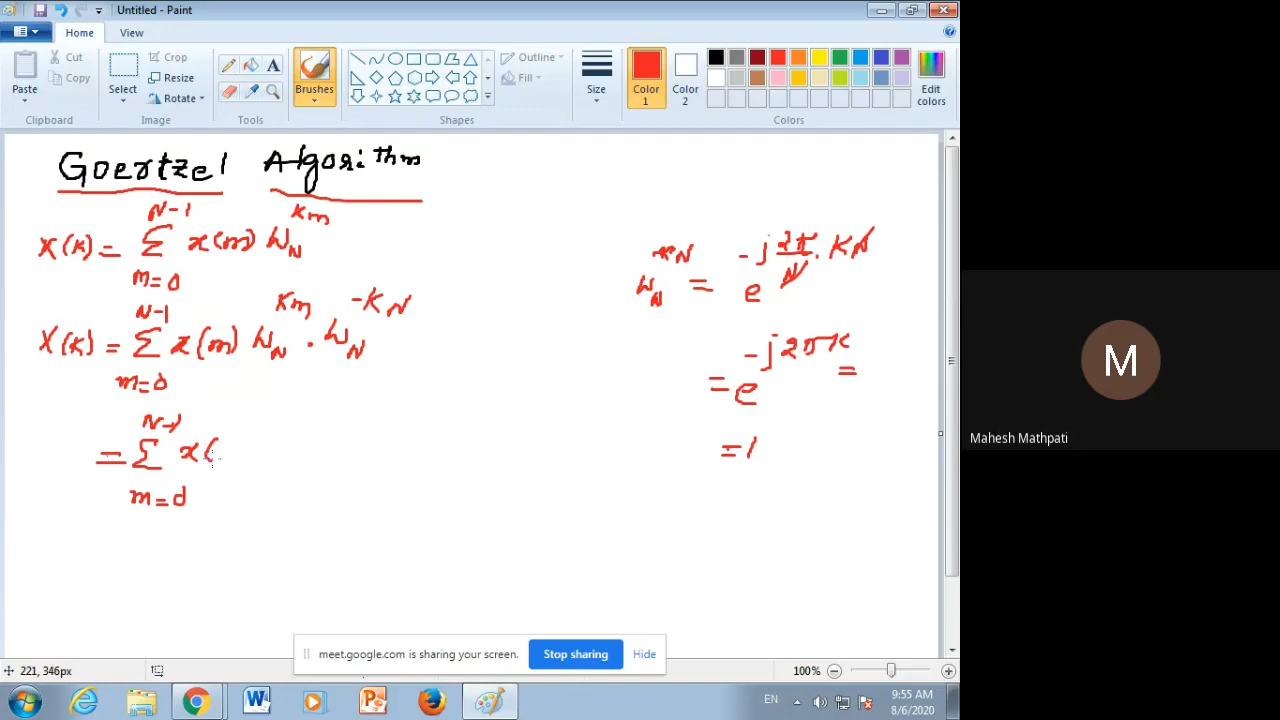 Untitled - Paint
Home View
Paste Cut Copy Clipboard
Select Crop Resize Rotate Image
Tools
Brushes
Outline Fill Shapes
Size
Color 1 Color 2 Edit colors Colors
Goertzel Algorithm
X(k) = Σ_{m=0}^{N-1} x(m) W_N^{km}
X(k) = Σ_{m=0}^{N-1} x(m) W_N^{km} . W_N^{-kN}
= Σ_{m=0}^{N-1} x(
W_N^{kN} = e^{-j 2π/N . KN}
= e^{-j2πk}
= 1
M
Mahesh Mathpati
meet.google.com is sharing your screen. Stop sharing Hide
221, 346px 100%
EN 9:55 AM
8/6/2020